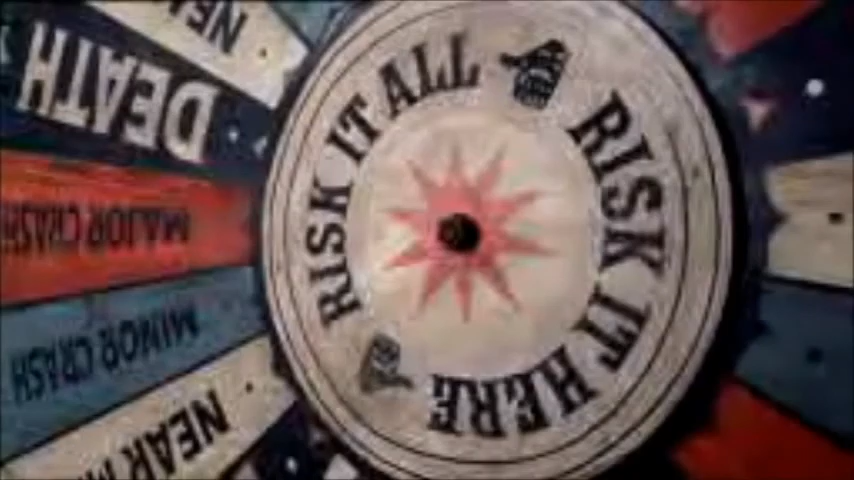 RISK IT ALL
RISK IT HERE
NEAR
DEATH
MAJOR CRASH
MINOR CRASH
NEAR